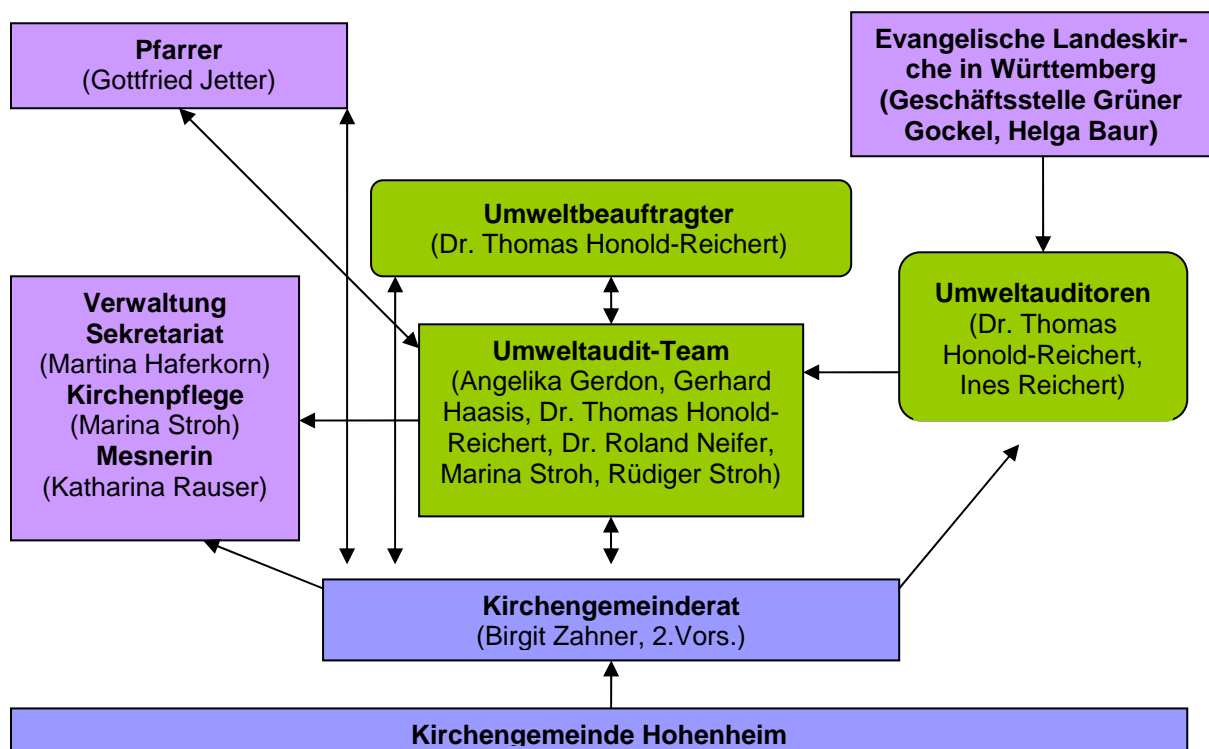 Pfarrer
(Gottfried Jetter)
Evangelische Landeskir-
che in Württemberg
(Geschäftsstelle Grüner
Gockel, Helga Baur)
Umweltbeauftragter
(Dr. Thomas Honold-Reichert)
Verwaltung
Sekretariat
(Martina Haferkorn)
Kirchenpflege
(Marina Stroh)
Mesnerin
(Katharina Rauser)
Umweltaudit-Team
(Angelika Gerdon, Gerhard
Haasis, Dr. Thomas Honold-
Reichert, Dr. Roland Neifer,
Marina Stroh, Rüdiger Stroh)
Umweltauditoren
(Dr. Thomas
Honold-Reichert,
Ines Reichert)
Kirchengemeinderat
(Birgit Zahner, 2.Vors.)
Kirchengemeinde Hohenheim